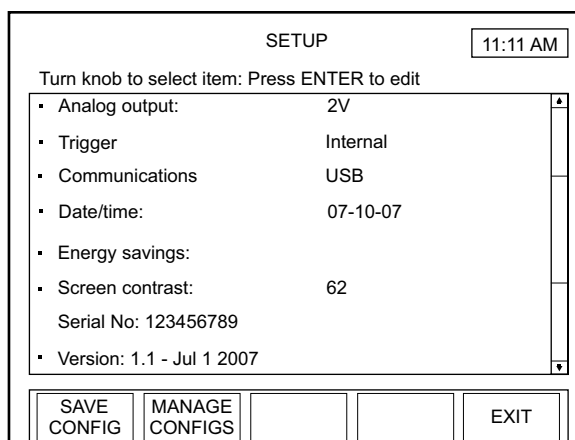 SETUP
11:11 AM
Turn knob to select item: Press ENTER to edit
▪ Analog output: 2V
▪ Trigger Internal
▪ Communications USB
▪ Date/time: 07-10-07
▪ Energy savings:
▪ Screen contrast: 62
Serial No: 123456789
▪ Version: 1.1 - Jul 1 2007
SAVE CONFIG
MANAGE CONFIGS
EXIT